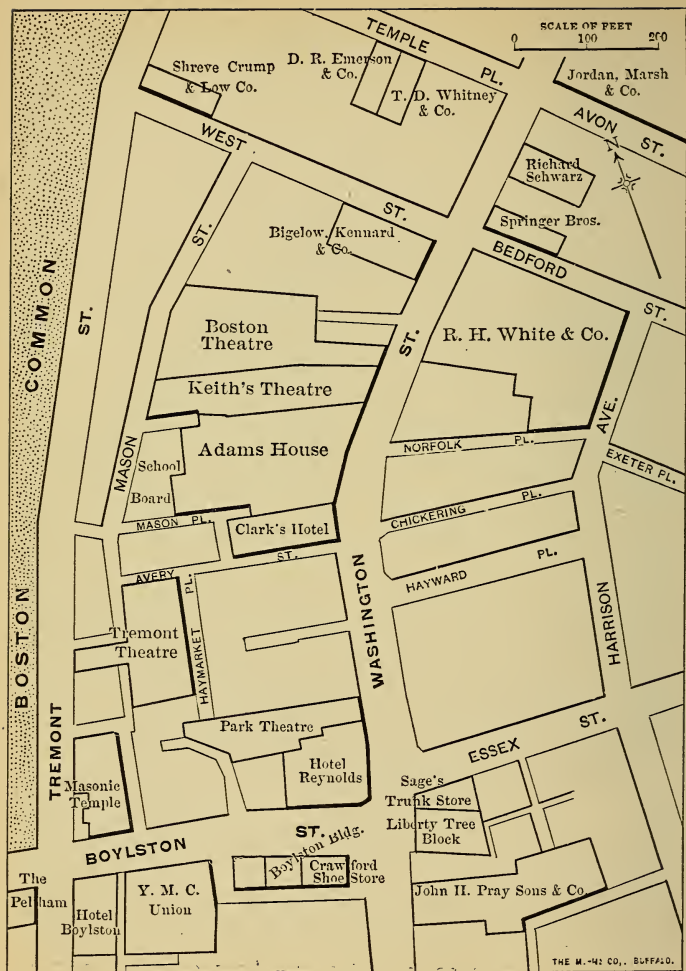 TEMPLE PL.
SCALE OF FEET
0 100 200
Shreve Crump
& Low Co.
D. R. Emerson
& Co.
T. D. Whitney
& Co.
Jordan, Marsh
& Co.
AVON ST.
N
WEST ST.
Richard
Schwarz
Springer Bros.
BEDFORD ST.
Bigelow, Kennard
& Co.
ST.
BOSTON COMMON
TREMONT ST.
Boston
Theatre
R. H. White & Co.
Keith's Theatre
WASHINGTON ST.
MASON
Adams House
School
Board
NORFOLK PL.
HARRISON AVE.
EXETER PL.
MASON PL.
Clark's Hotel
CHICKERING PL.
AVERY ST.
HAYWARD PL.
HAYMARKET PL.
Tremont
Theatre
Park Theatre
ESSEX ST.
Hotel
Reynolds
Masonic
Temple
Sage's
Trunk Store
Liberty Tree
Block
BOYLSTON ST.
Boylston Bldg.
Crawford
Shoe Store
The
Pelham
Hotel
Boylston
Y. M. C.
Union
John H. Pray Sons & Co.
THE M.-N. CO., BUFFALO.